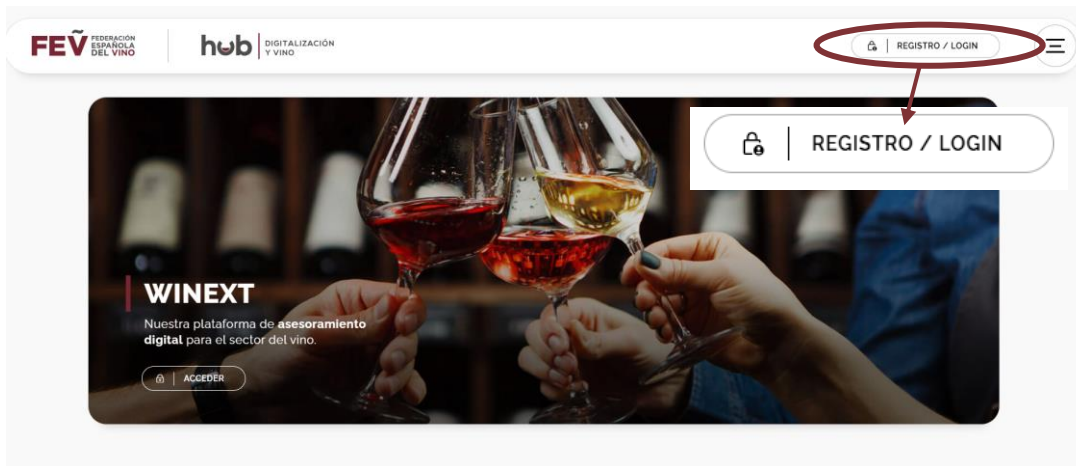 FEṼ FEDERACIÓN
ESPAÑOLA
DEL VINO
hub DIGITALIZACIÓN
Y VINO
REGISTRO / LOGIN
REGISTRO / LOGIN
WINEXT
Nuestra plataforma de asesoramiento
digital para el sector del vino.
ACCEDER